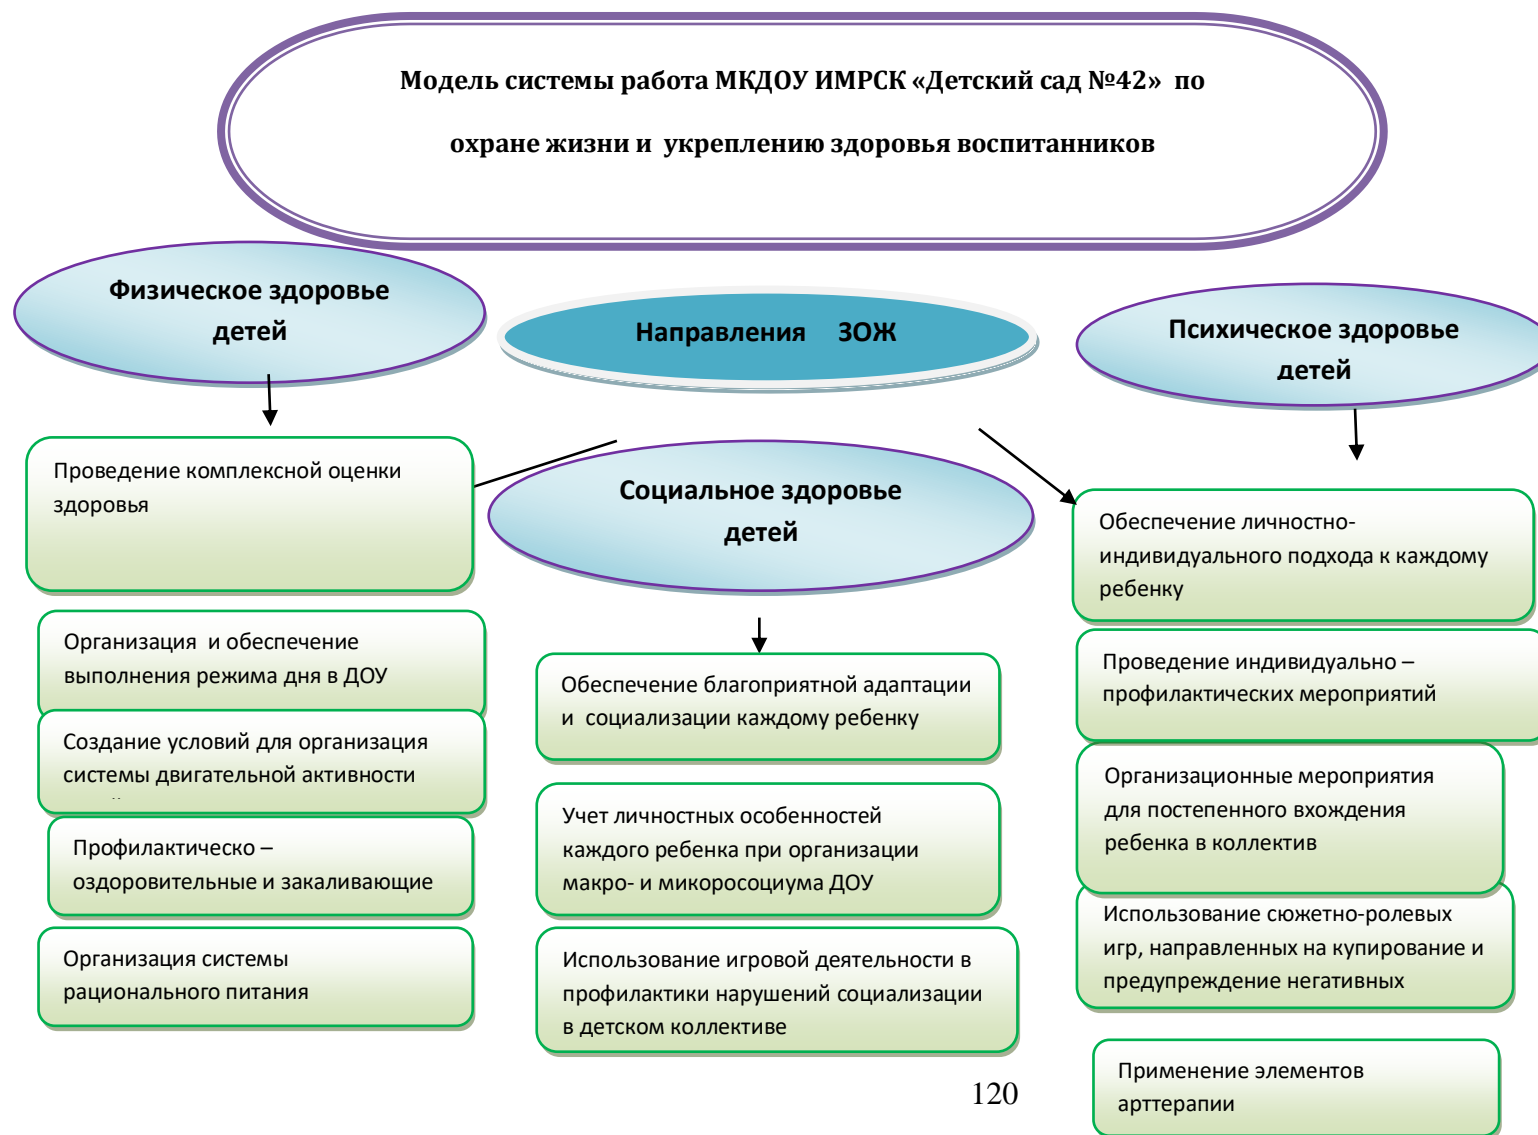 Модель системы работа МКДОУ ИМРСК «Детский сад №42» по
охране жизни и укреплению здоровья воспитанников
Физическое здоровье
детей
Направления ЗОЖ
Психическое здоровье
детей
Социальное здоровье
детей
Проведение комплексной оценки
здоровья
Организация и обеспечение
выполнения режима дня в ДОУ
Создание условий для организация
системы двигательной активности
Профилактическо –
оздоровительные и закаливающие
Организация системы
рационального питания
Обеспечение благоприятной адаптации
и социализации каждому ребенку
Учет личностных особенностей
каждого ребенка при организации
макро- и микоросоциума ДОУ
Использование игровой деятельности в
профилактики нарушений социализации
в детском коллективе
Обеспечение личностно-
индивидуального подхода к каждому
ребенку
Проведение индивидуально –
профилактических мероприятий
Организационные мероприятия
для постепенного вхождения
ребенка в коллектив
Использование сюжетно-ролевых
игр, направленных на купирование и
предупреждение негативных
Применение элементов
арттерапии
120